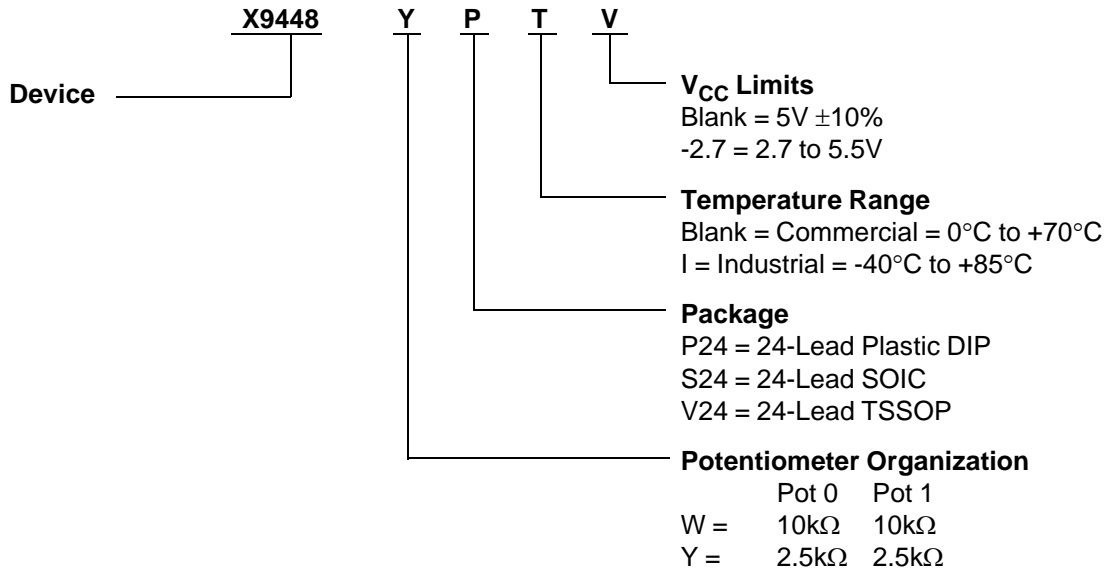 X9448 Y P T V
Device
V_CC Limits
Blank = 5V ±10%
-2.7 = 2.7 to 5.5V
Temperature Range
Blank = Commercial = 0°C to +70°C
I = Industrial = -40°C to +85°C
Package
P24 = 24-Lead Plastic DIP
S24 = 24-Lead SOIC
V24 = 24-Lead TSSOP
Potentiometer Organization
Pot 0 Pot 1
W = 10kΩ 10kΩ
Y = 2.5kΩ 2.5kΩ